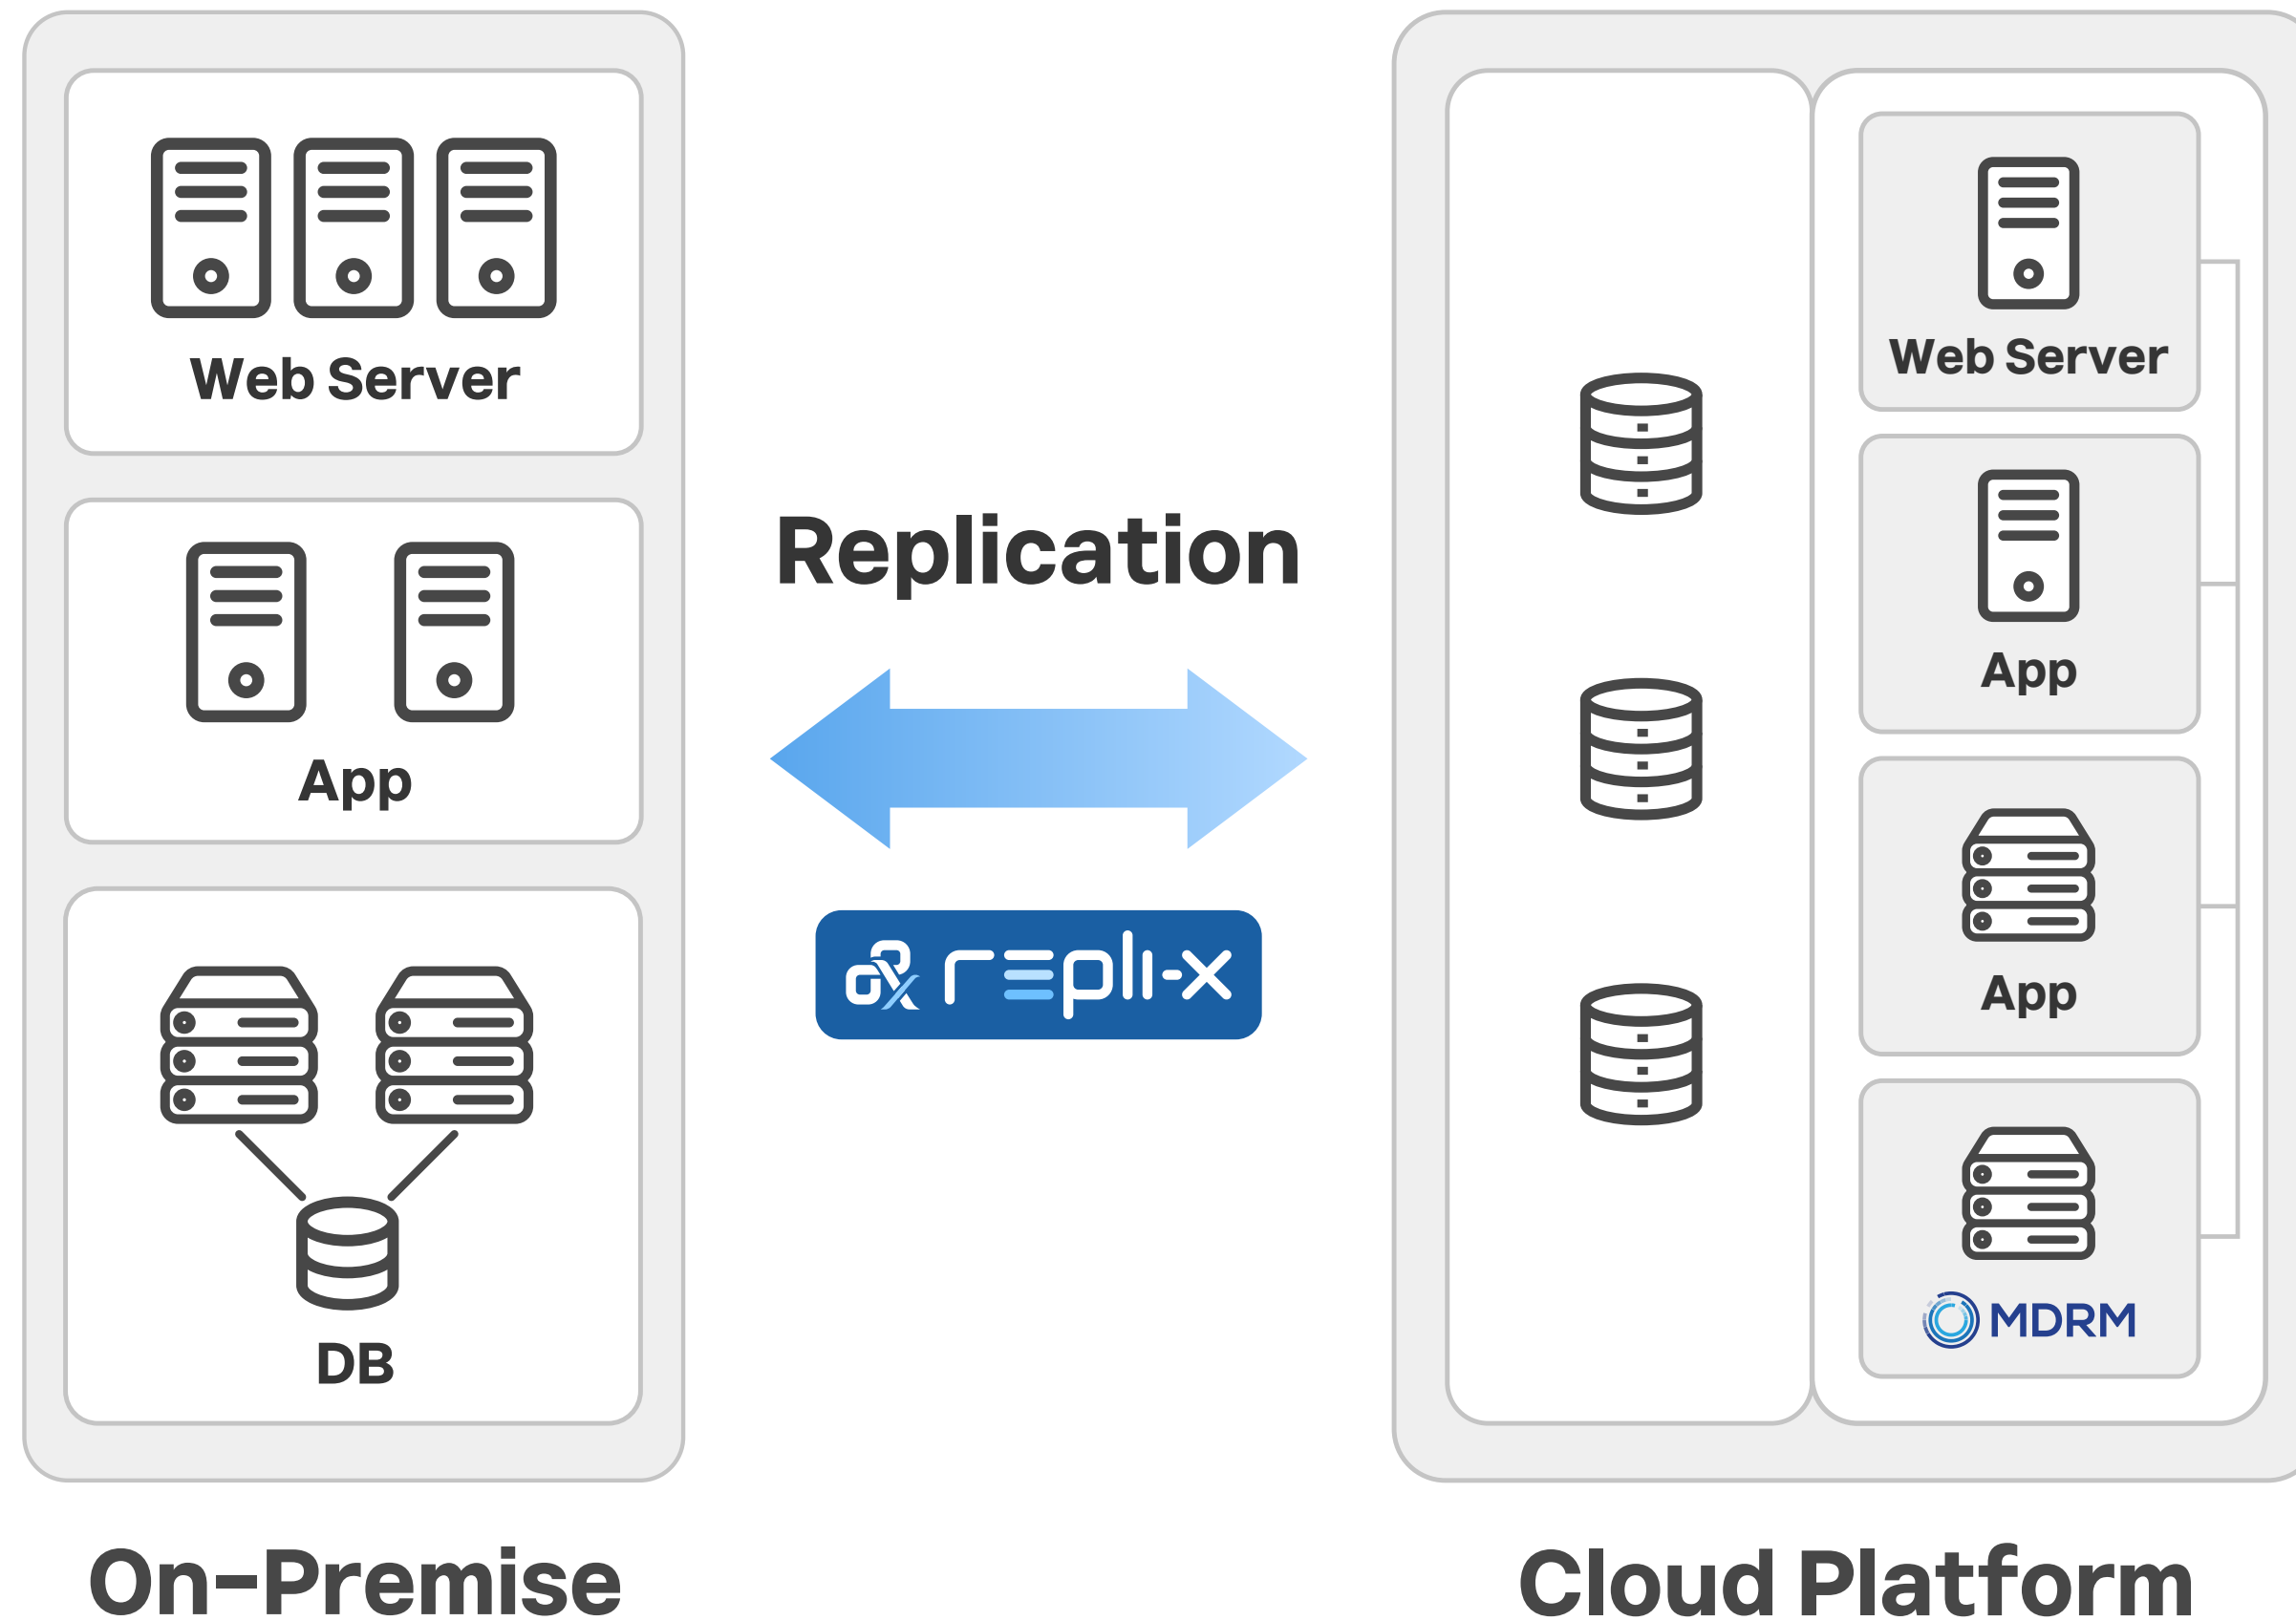 Web Server
App
DB
On-Premise
Replication
repli-x
Web Server
App
App
MDRM
Cloud Platform